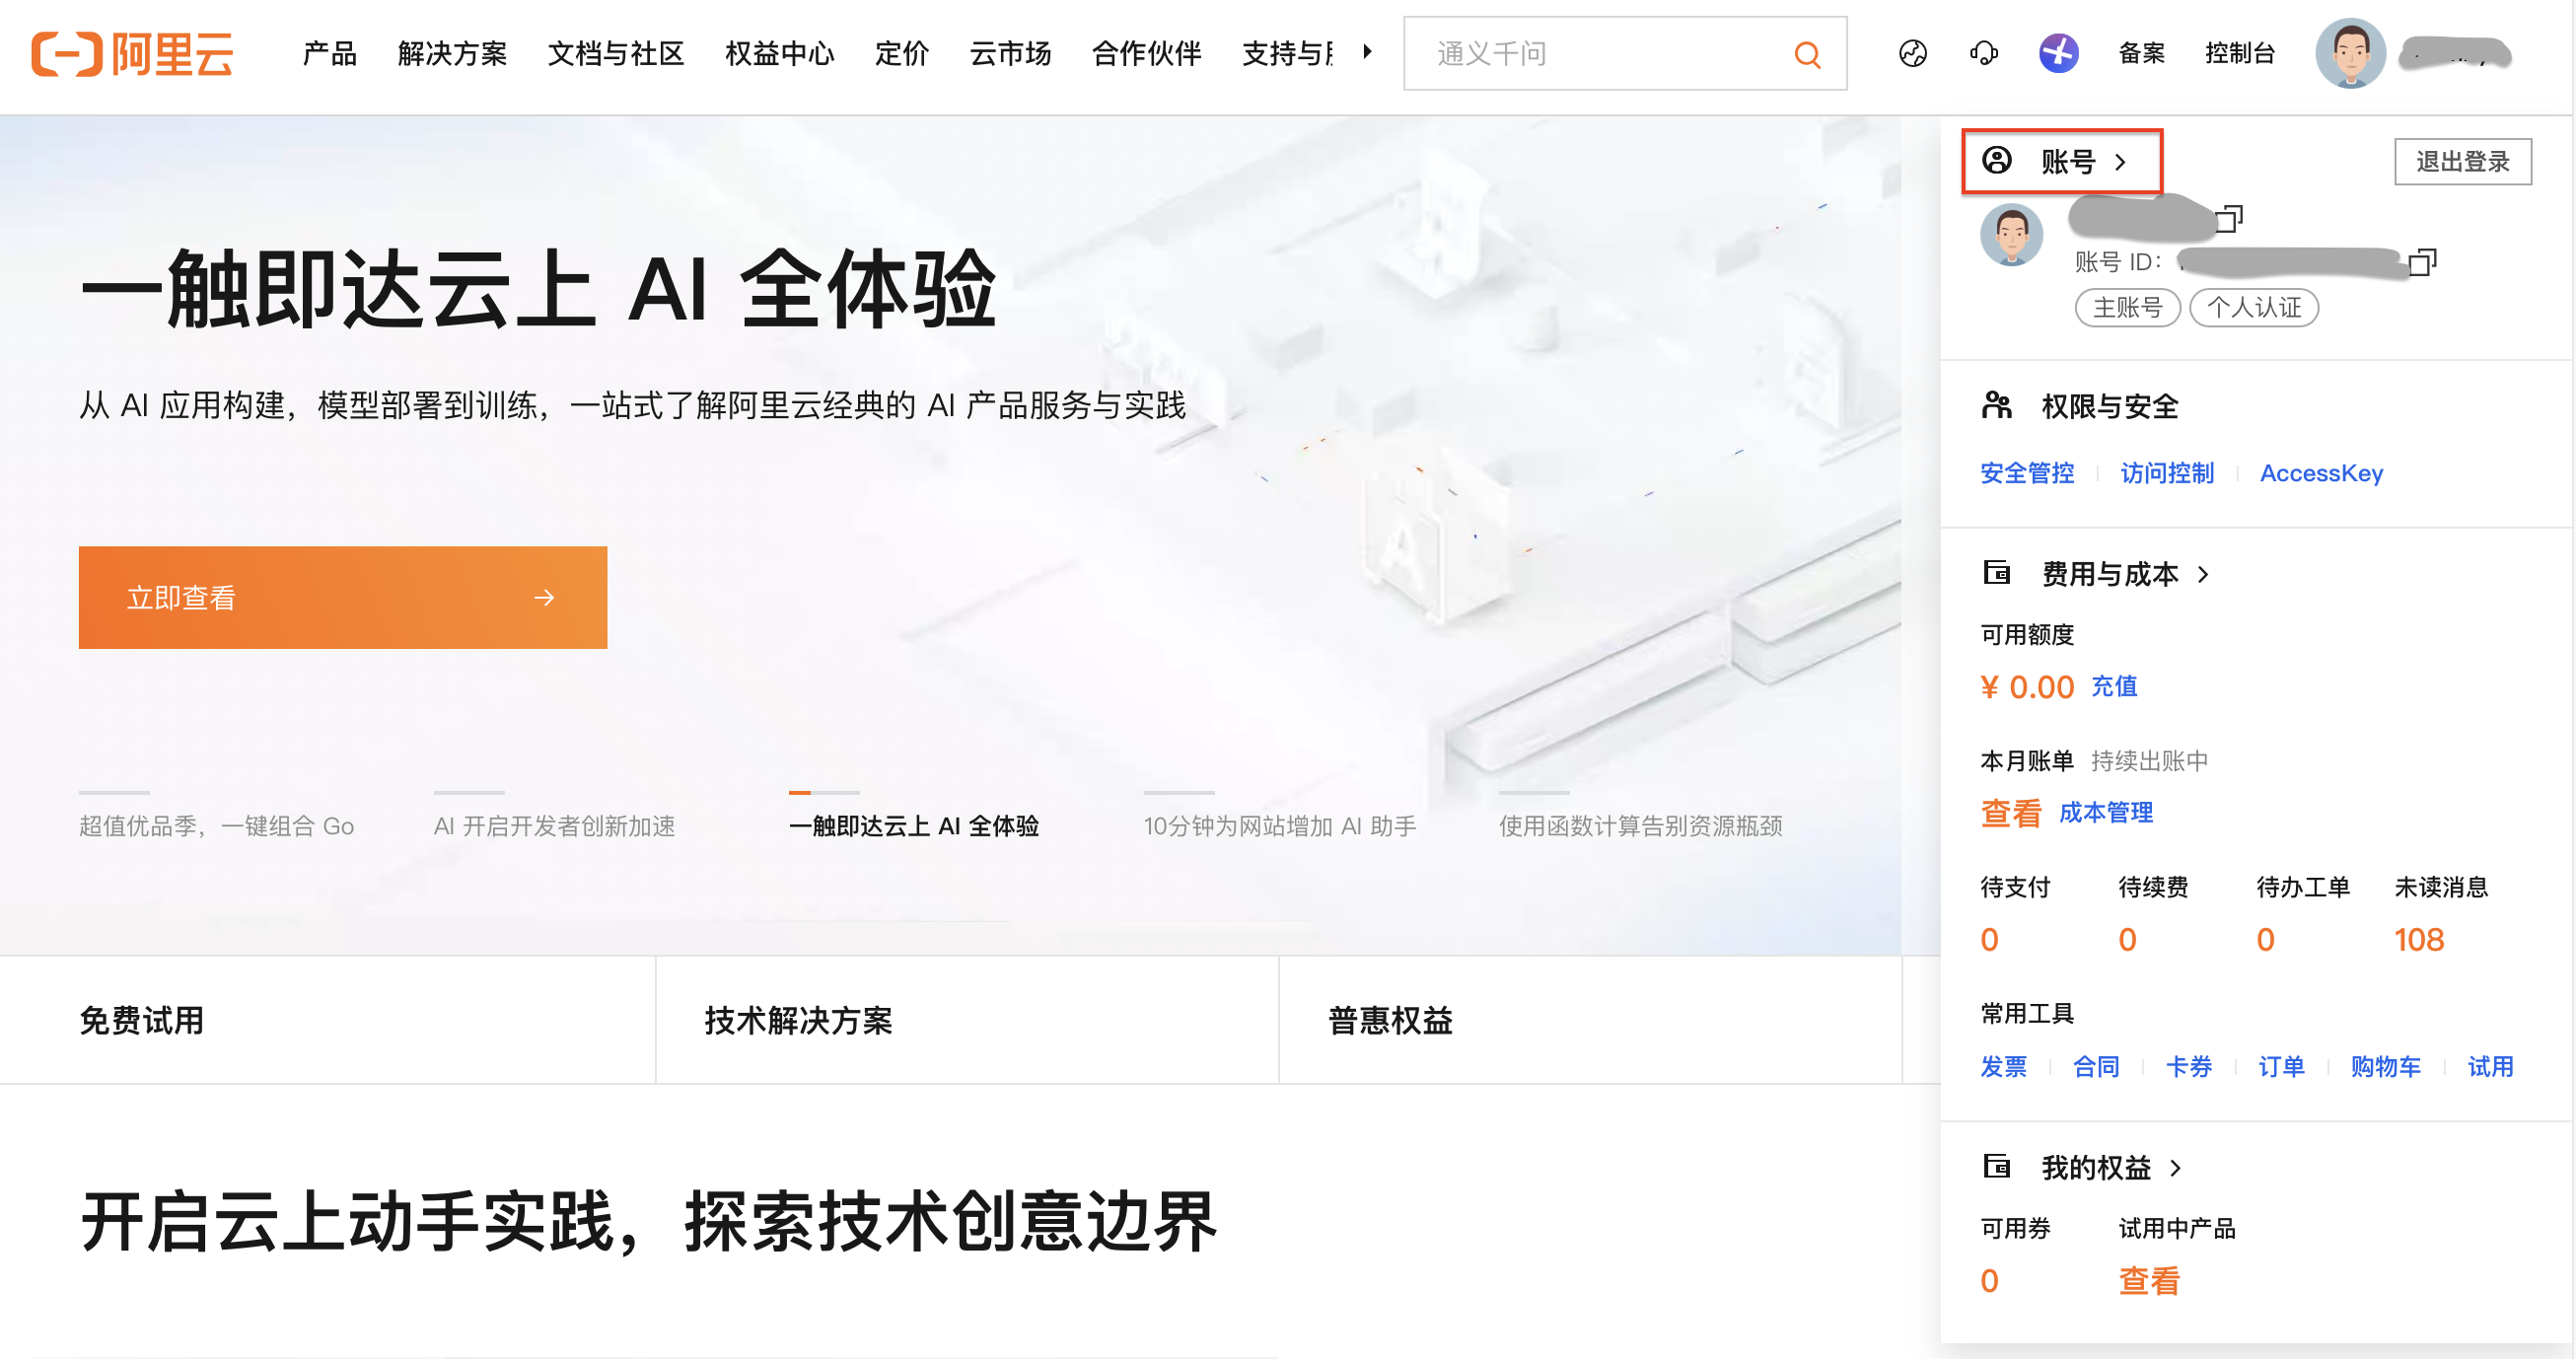 阿里云 产品 解决方案 文档与社区 权益中心 定价 云市场 合作伙伴 支持与 通义千问 备案 控制台
账号 退出登录
账号 ID：
主账号 个人认证
一触即达云上 AI 全体验
从 AI 应用构建，模型部署到训练，一站式了解阿里云经典的 AI 产品服务与实践
立即查看
超值优品季，一键组合 Go
AI 开启开发者创新加速
一触即达云上 AI 全体验
10分钟为网站增加 AI 助手
使用函数计算告别资源瓶颈
权限与安全
安全管控 访问控制 AccessKey
费用与成本
可用额度
¥ 0.00 充值
本月账单 持续出账中
查看 成本管理
待支付 待续费 待办工单 未读消息
0 0 0 108
常用工具
发票 合同 卡券 订单 购物车 试用
我的权益
可用券 试用中产品
0 查看
免费试用 技术解决方案 普惠权益
开启云上动手实践，探索技术创意边界